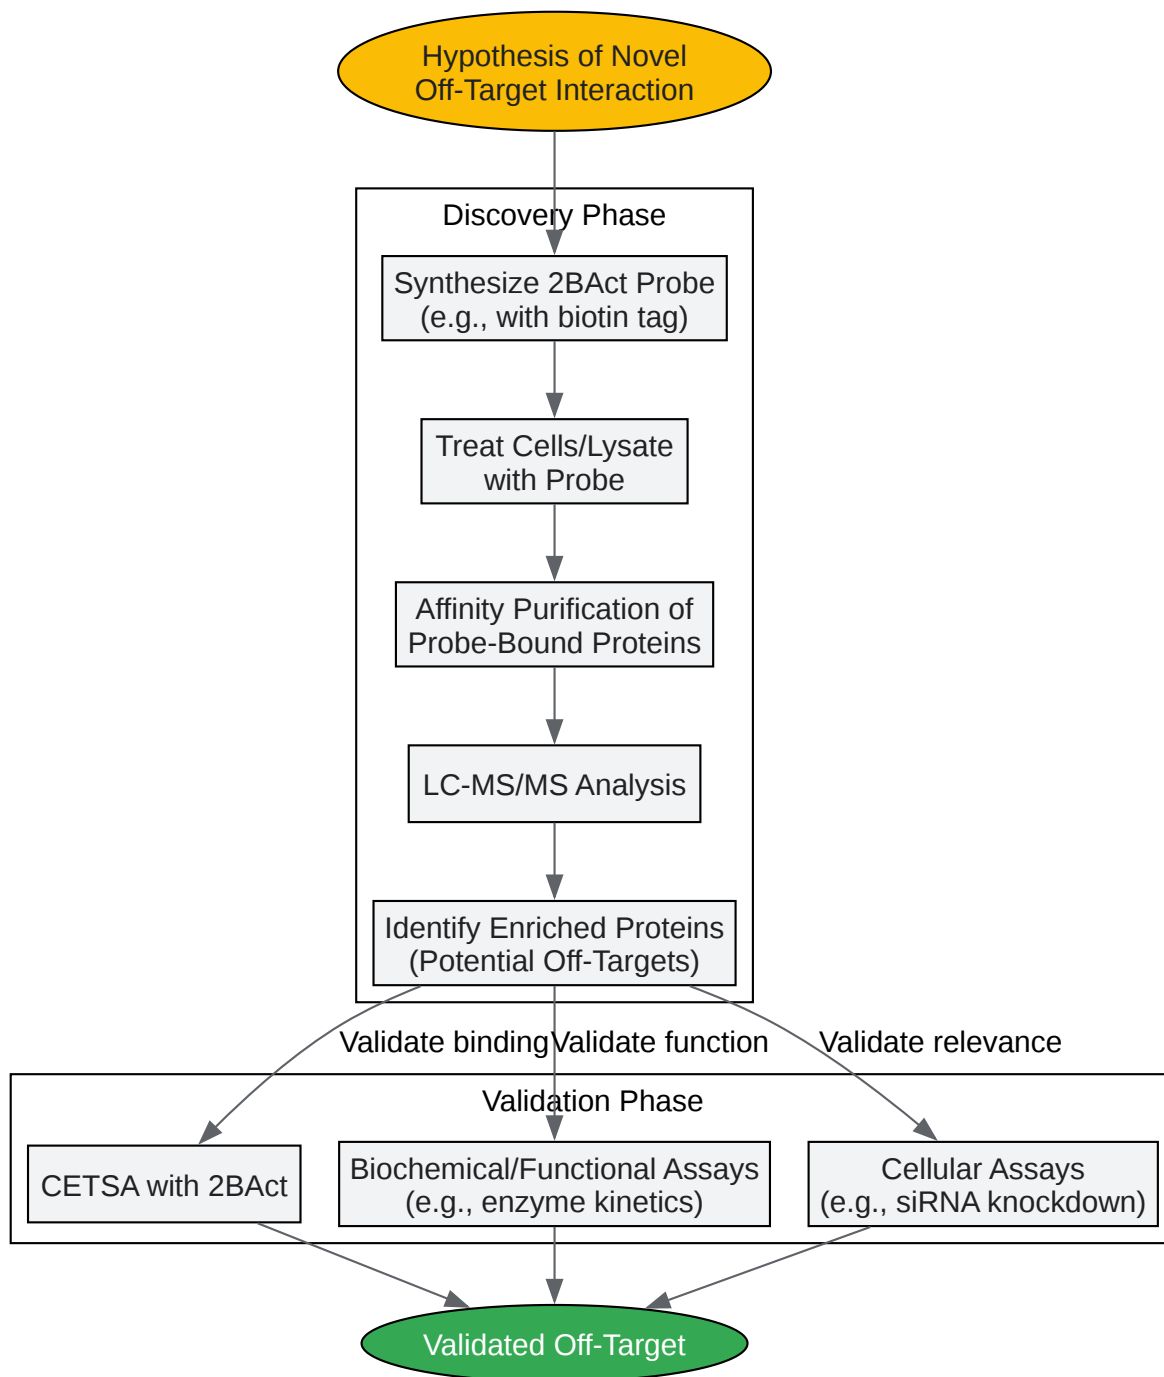 Hypothesis of Novel
Off-Target Interaction
Discovery Phase
Synthesize 2BAct Probe
(e.g., with biotin tag)
Treat Cells/Lysate
with Probe
Affinity Purification of
Probe-Bound Proteins
LC-MS/MS Analysis
Identify Enriched Proteins
(Potential Off-Targets)
Validate binding
Validate function
Validate relevance
Validation Phase
CETSA with 2BAct
Biochemical/Functional Assays
(e.g., enzyme kinetics)
Cellular Assays
(e.g., siRNA knockdown)
Validated Off-Target